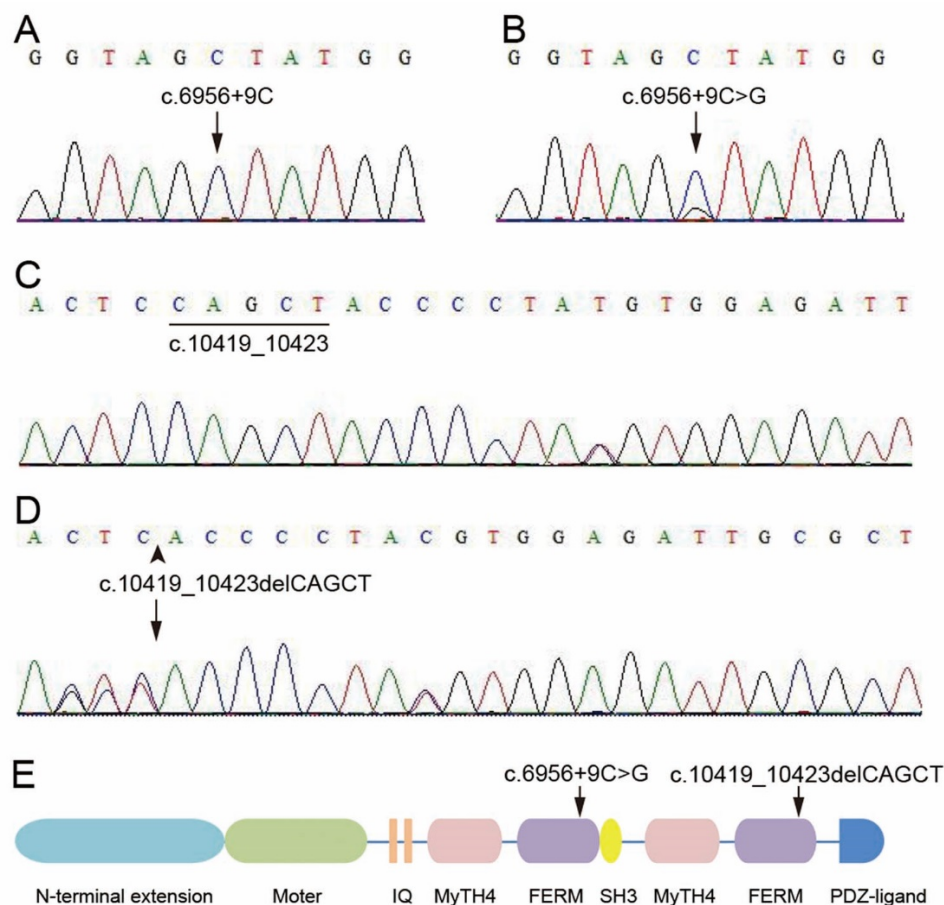 A
G G T A G C T A T G G
c.6956+9C
B
G G T A G C T A T G G
c.6956+9C>G
C
A C T C C A G C T A C C C C T A T G T G G A G A T T
c.10419_10423
D
A C T C A C C C C T A C G T G G A G A T T G C G C T
c.10419_10423delCAGCT
E
c.6956+9C>G c.10419_10423delCAGCT
N-terminal extension Moter IQ MyTH4 FERM SH3 MyTH4 FERM PDZ-ligand